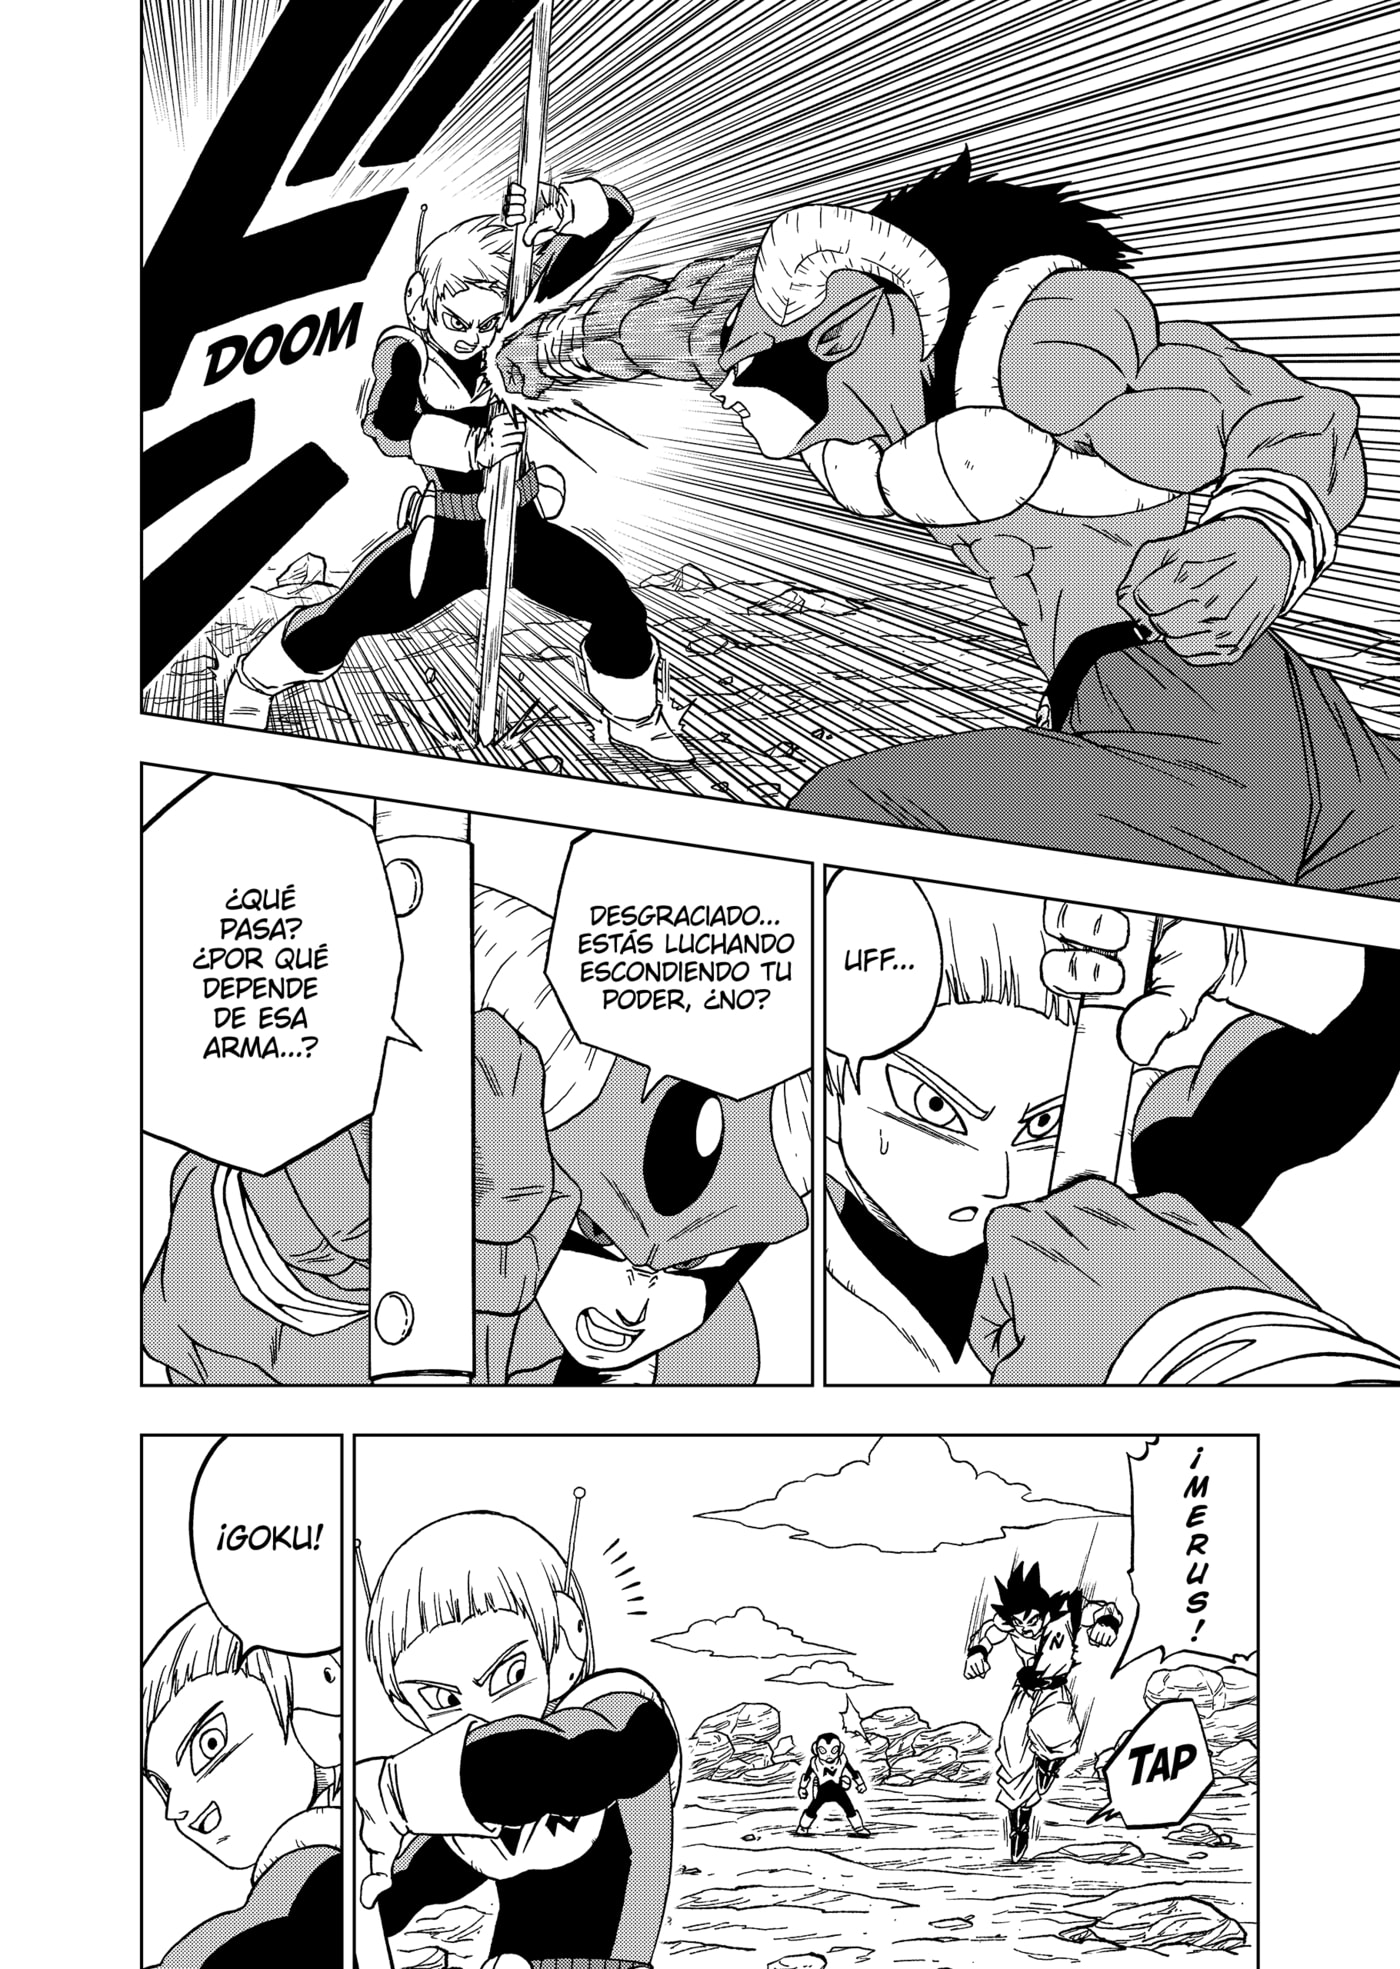 DOOM
UFF...
DESGRACIADO...
ESTÁS LUCHANDO
ESCONDIENDO TU
PODER, ¿NO?
¿QUÉ
PASA?
¿POR QUÉ
DEPENDE
DE ESA
ARMA...?
¡MERUS!
TAP
¡GOKU!